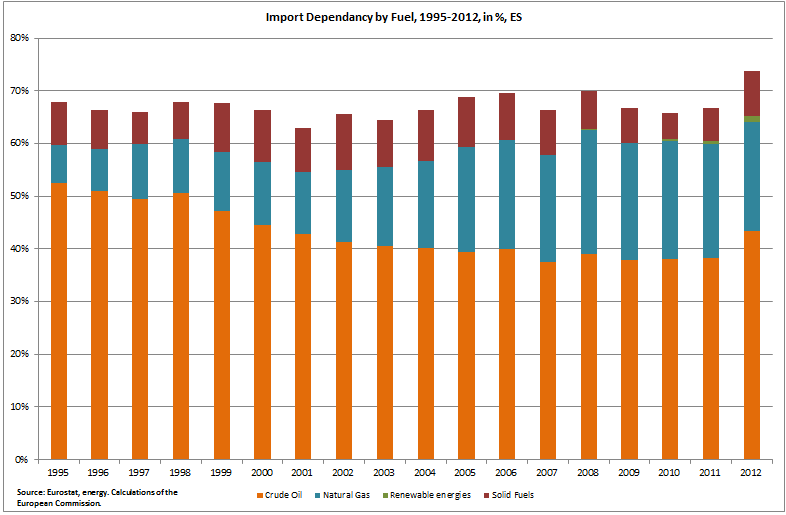 Import Dependancy by Fuel, 1995-2012, in %, ES
80%
70%
60%
50%
40%
30%
20%
10%
0%
1995 1996 1997 1998 1999 2000 2001 2002 2003 2004 2005 2006 2007 2008 2009 2010 2011 2012
Source: Eurostat, energy. Calculations of the
European Commission.
Crude Oil Natural Gas Renewable energies Solid Fuels